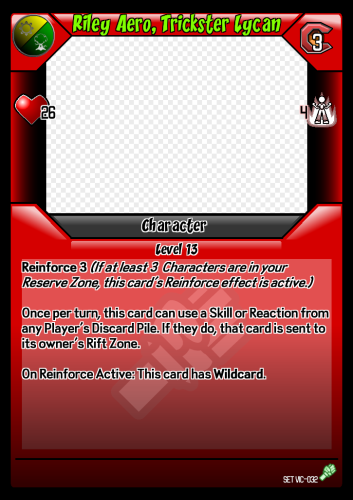 Riley Aero, Trickster Lycan
3
26
4
Character
Level 13
Reinforce 3 (If at least 3 Characters are in your
Reserve Zone, this card's Reinforce effect is active.)
Once per turn, this card can use a Skill or Reaction from
any Player's Discard Pile. If they do, that card is sent to
its owner's Rift Zone.
On Reinforce Active: This card has Wildcard.
SET VIC-032